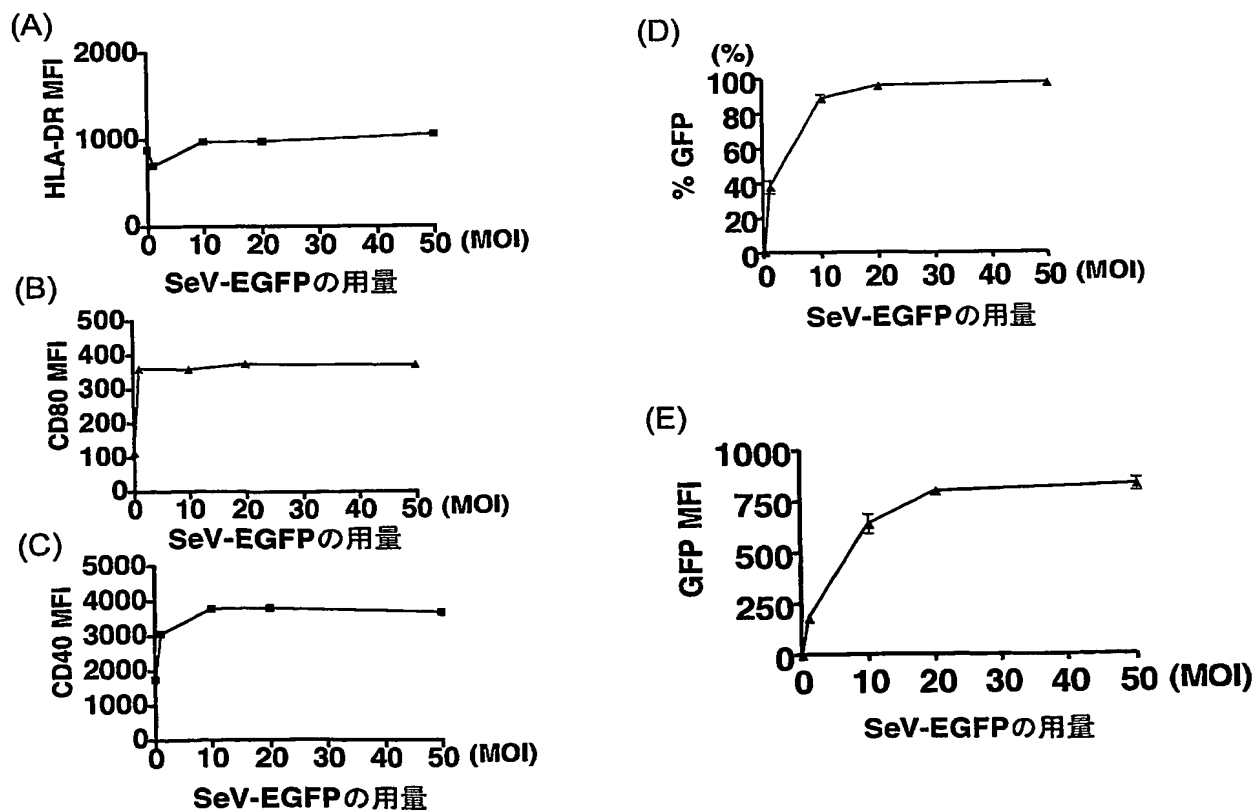 (A)
HLA-DR MFI
2000
1000
0
0 10 20 30 40 50 (MOI)
SeV-EGFPの用量
(B)
CD80 MFI
500
400
300
200
100
0
0 10 20 30 40 50 (MOI)
SeV-EGFPの用量
(C)
CD40 MFI
5000
4000
3000
2000
1000
0
0 10 20 30 40 50 (MOI)
SeV-EGFPの用量
(D)
(%)
% GFP
100
80
60
40
20
0
0 10 20 30 40 50 (MOI)
SeV-EGFPの用量
(E)
GFP MFI
1000
750
500
250
0
0 10 20 30 40 50 (MOI)
SeV-EGFPの用量